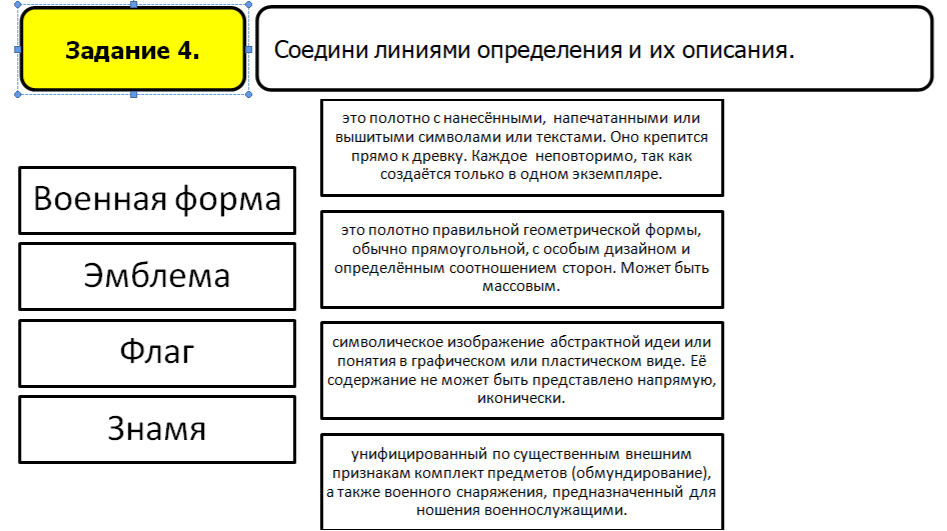 Задание 4.
Соедини линиями определения и их описания.
Военная форма
Эмблема
Флаг
Знамя
это полотно с нанесёнными, напечатанными или
вышитыми символами или текстами. Оно крепится
прямо к древку. Каждое неповторимо, так как
создаётся только в одном экземпляре.
это полотно правильной геометрической формы,
обычно прямоугольной, с особым дизайном и
определённым соотношением сторон. Может быть
массовым.
символическое изображение абстрактной идеи или
понятия в графическом или пластическом виде. Её
содержание не может быть представлено напрямую,
иконически.
унифицированный по существенным внешним
признакам комплект предметов (обмундирование),
а также военного снаряжения, предназначенный для
ношения военнослужащими.